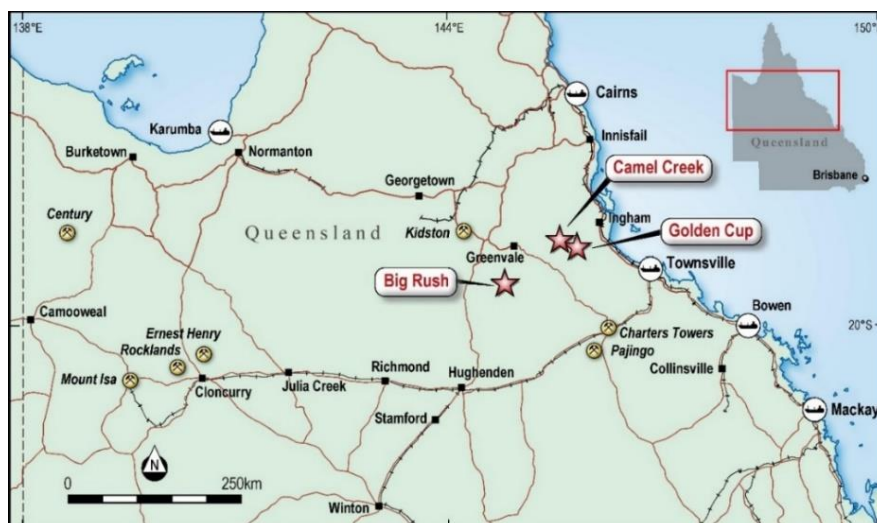 138°E
144°E
150°E
Cairns
Karumba
Innisfail
Burketown
Normanton
Queensland
Brisbane
Camel Creek
Georgetown
Century
Queensland
Kidston
Ingham
Golden Cup
Greenvale
Big Rush
Townsville
Camooweal
Bowen
20°S
Ernest Henry
Rocklands
Charters Towers
Pajingo
Mount Isa
Cloncurry
Julia Creek
Richmond
Hughenden
Collinsville
Stamford
Mackay
N
0
250km
Winton